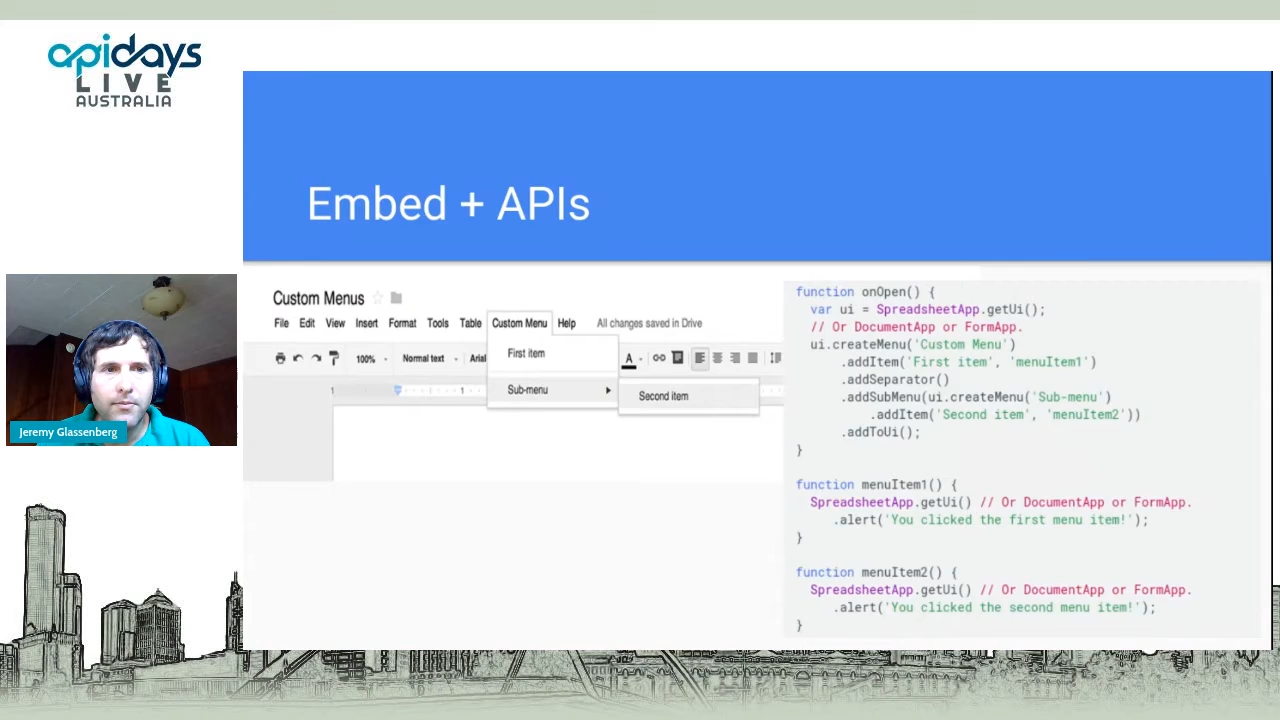 apidays
LIVE
AUSTRALIA
Embed + APIs
Custom Menus
File Edit View Insert Format Tools Table Custom Menu Help All changes saved in Drive
100% Normal text Arial
First item
Sub-menu
Second item
1 1
function onOpen() {
var ui = SpreadsheetApp.getUi();
// Or DocumentApp or FormApp.
ui.createMenu('Custom Menu')
.addItem('First item', 'menuItem1')
.addSeparator()
.addSubMenu(ui.createMenu('Sub-menu')
.addItem('Second item', 'menuItem2'))
.addToUi();
}
function menuItem1() {
SpreadsheetApp.getUi() // Or DocumentApp or FormApp.
.alert('You clicked the first menu item!');
}
function menuItem2() {
SpreadsheetApp.getUi() // Or DocumentApp or FormApp.
.alert('You clicked the second menu item!');
}
Jeremy Glassenberg